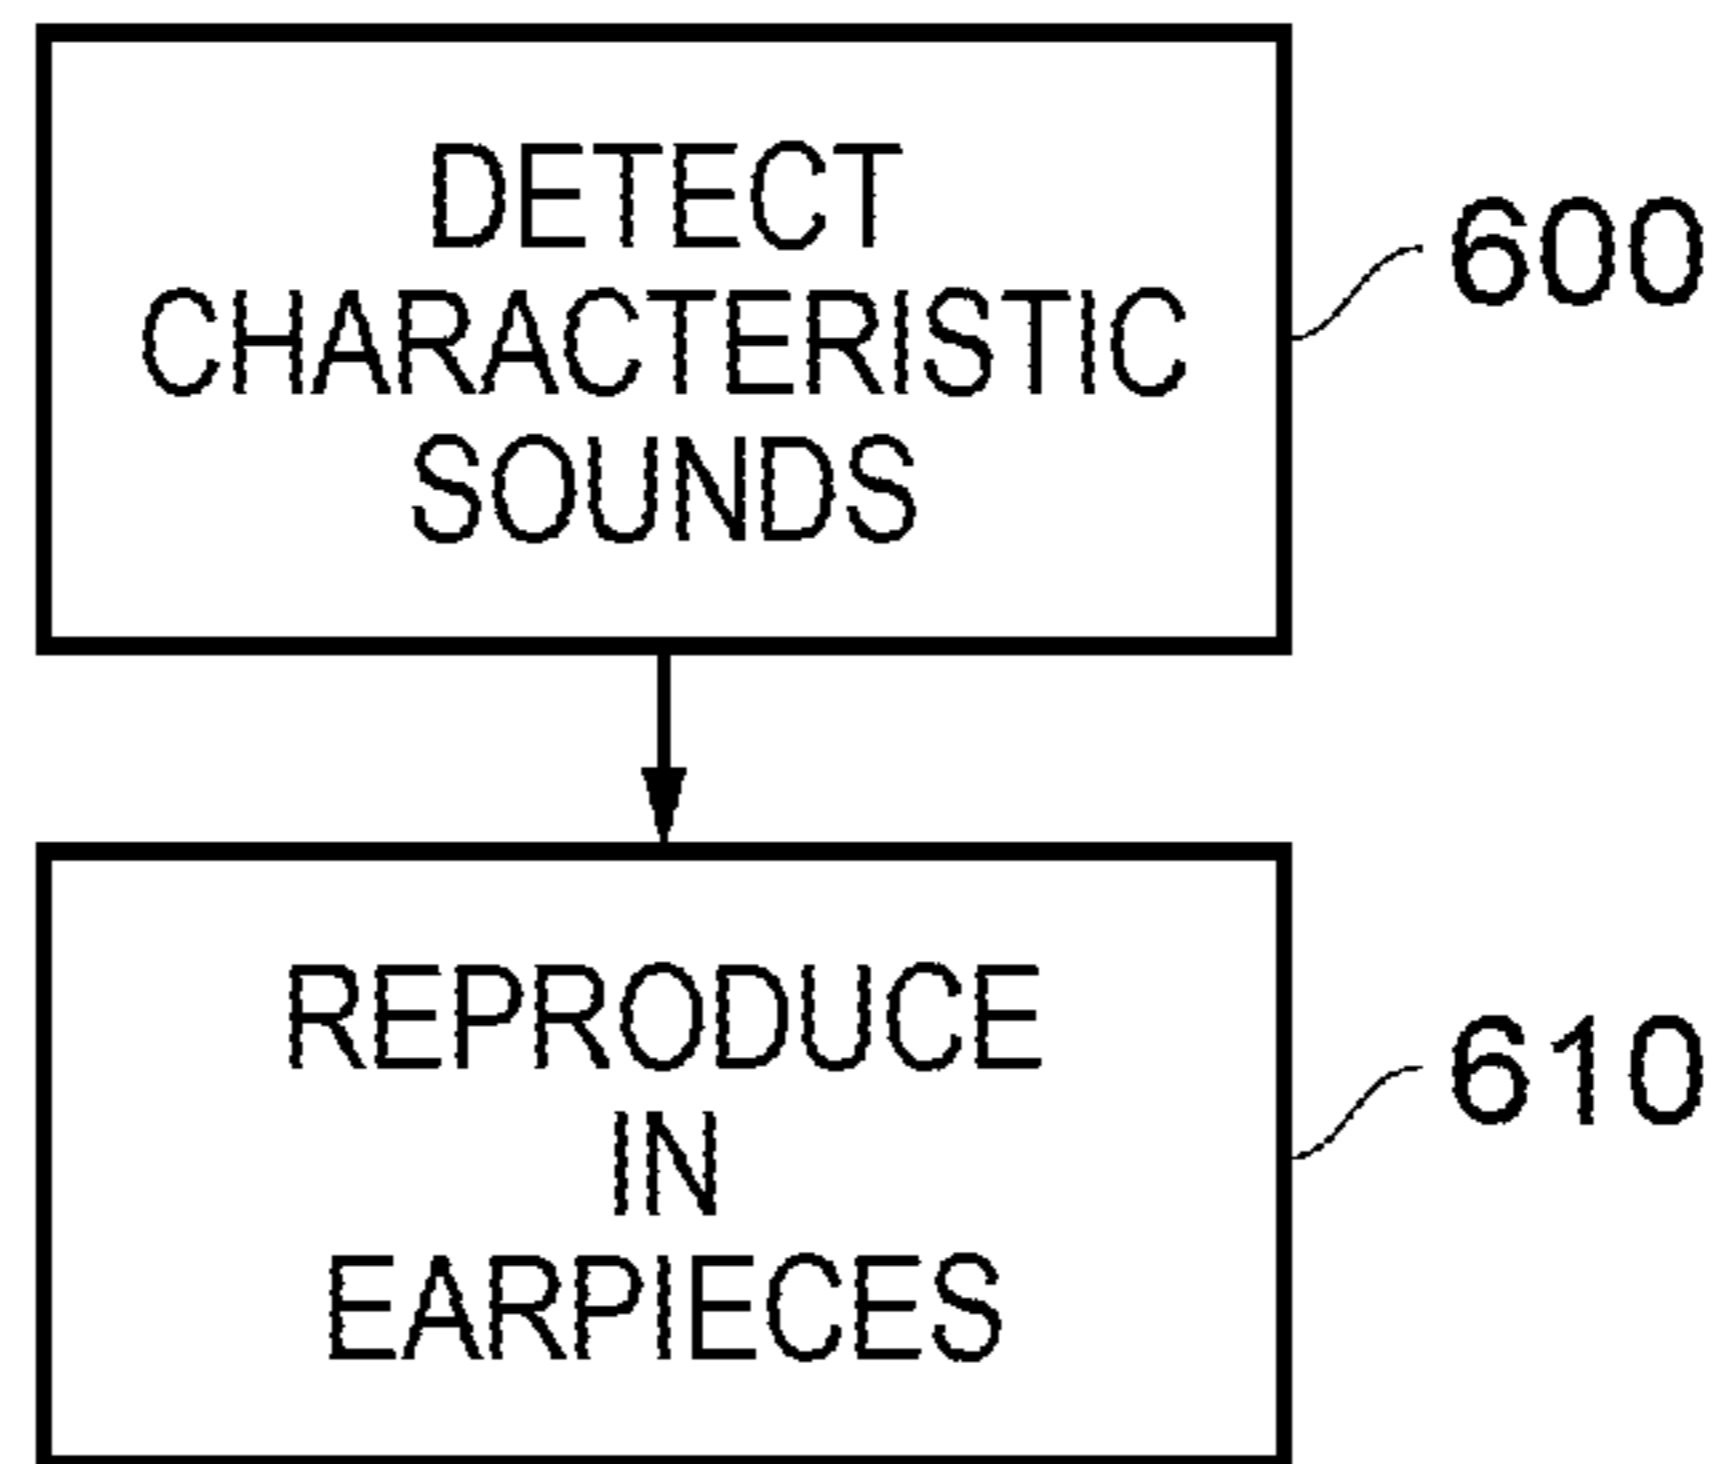 DETECT
CHARACTERISTIC
SOUNDS
600
REPRODUCE
IN
EARPIECES
610